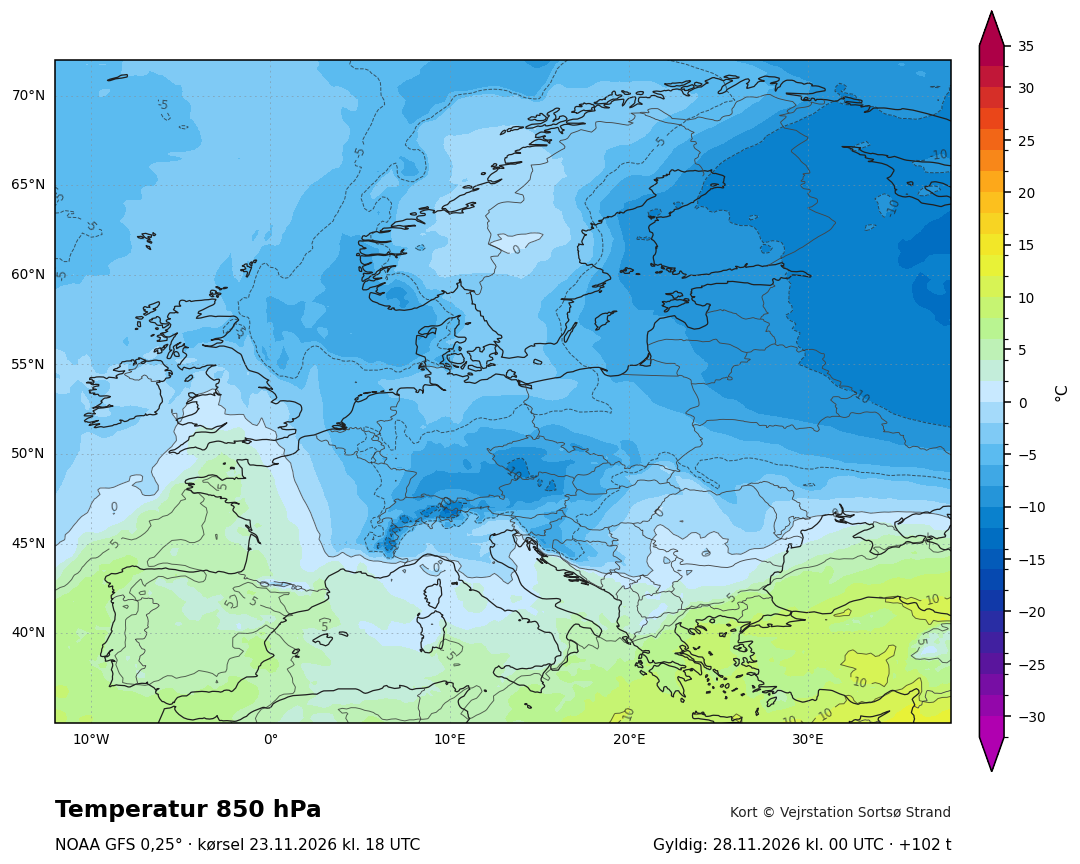 35
30
25
20
15
10
5
0
−5
−10
−15
−20
−25
−30
°C
70°N
65°N
60°N
55°N
50°N
45°N
40°N
10°W
0°
10°E
20°E
30°E
Temperatur 850 hPa
Kort © Vejrstation Sortsø Strand
NOAA GFS 0,25° · kørsel 23.11.2026 kl. 18 UTC
Gyldig: 28.11.2026 kl. 00 UTC · +102 t